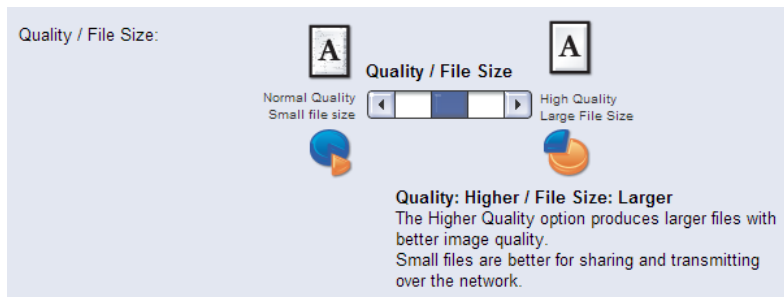 Quality / File Size:
A
A
Quality / File Size
Normal Quality
Small file size
High Quality
Large File Size
Quality: Higher / File Size: Larger
The Higher Quality option produces larger files with
better image quality.
Small files are better for sharing and transmitting
over the network.